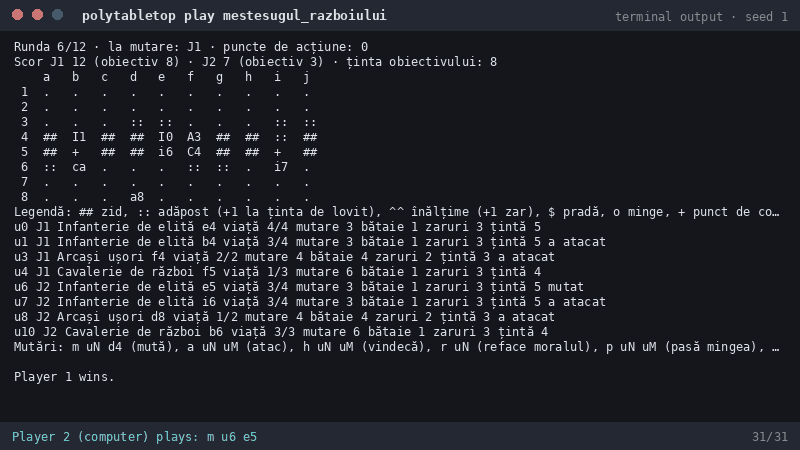 polytabletop play mestesugul_razboiului
terminal output · seed 1
Runda 6/12 · la mutare: J1 · puncte de acțiune: 0
Scor J1 12 (obiectiv 8) · J2 7 (obiectiv 3) · ținta obiectivului: 8
a b c d e f g h i j
1 . . . . . . . . . .
2 . . . . . . . . . .
3 . . . :: :: . . . :: ::
4 ## I1 ## ## I0 A3 ## ## :: ##
5 ## + ## ## i6 C4 ## ## + ##
6 :: ca . . . :: :: . i7 .
7 . . . . . . . . . .
8 . . . a8 . . . . . .
Legendă: ## zid, :: adăpost (+1 la ținta de lovit), ^^ înălțime (+1 zar), $ pradă, o minge, + punct de co…
u0 J1 Infanterie de elită e4 viață 4/4 mutare 3 bătaie 1 zaruri 3 țintă 5
u1 J1 Infanterie de elită b4 viață 3/4 mutare 3 bătaie 1 zaruri 3 țintă 5 a atacat
u3 J1 Arcași ușori f4 viață 2/2 mutare 4 bătaie 4 zaruri 2 țintă 3 a atacat
u4 J1 Cavalerie de război f5 viață 1/3 mutare 6 bătaie 1 zaruri 3 țintă 4
u6 J2 Infanterie de elită e5 viață 3/4 mutare 3 bătaie 1 zaruri 3 țintă 5 mutat
u7 J2 Infanterie de elită i6 viață 3/4 mutare 3 bătaie 1 zaruri 3 țintă 5 a atacat
u8 J2 Arcași ușori d8 viață 1/2 mutare 4 bătaie 4 zaruri 2 țintă 3 a atacat
u10 J2 Cavalerie de război b6 viață 3/3 mutare 6 bătaie 1 zaruri 3 țintă 4
Mutări: m uN d4 (mută), a uN uM (atac), h uN uM (vindecă), r uN (reface moralul), p uN uM (pasă mingea), …
Player 1 wins.
Player 2 (computer) plays: m u6 e5
31/31